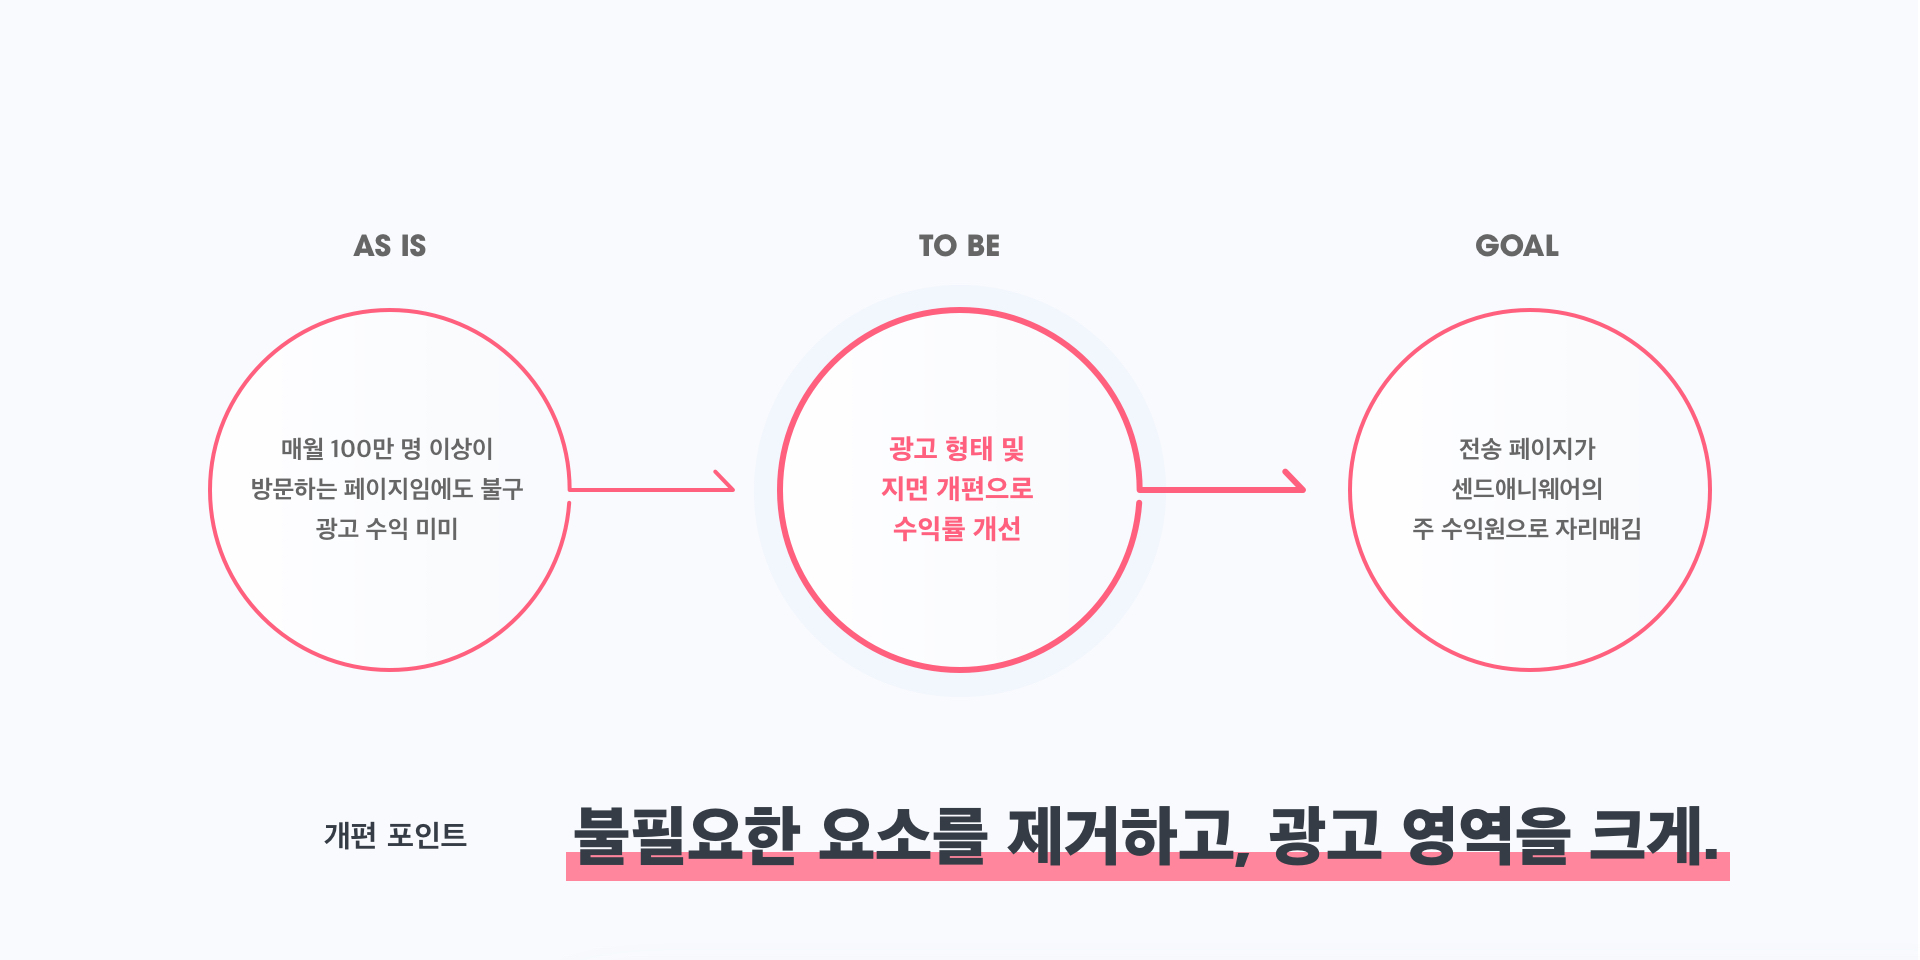 AS IS
TO BE
GOAL
매월 100만 명 이상이
방문하는 페이지임에도 불구
광고 수익 미미
광고 형태 및
지면 개편으로
수익률 개선
전송 페이지가
센드애니웨어의
주 수익원으로 자리매김
개편 포인트
불필요한 요소를 제거하고, 광고 영역을 크게.